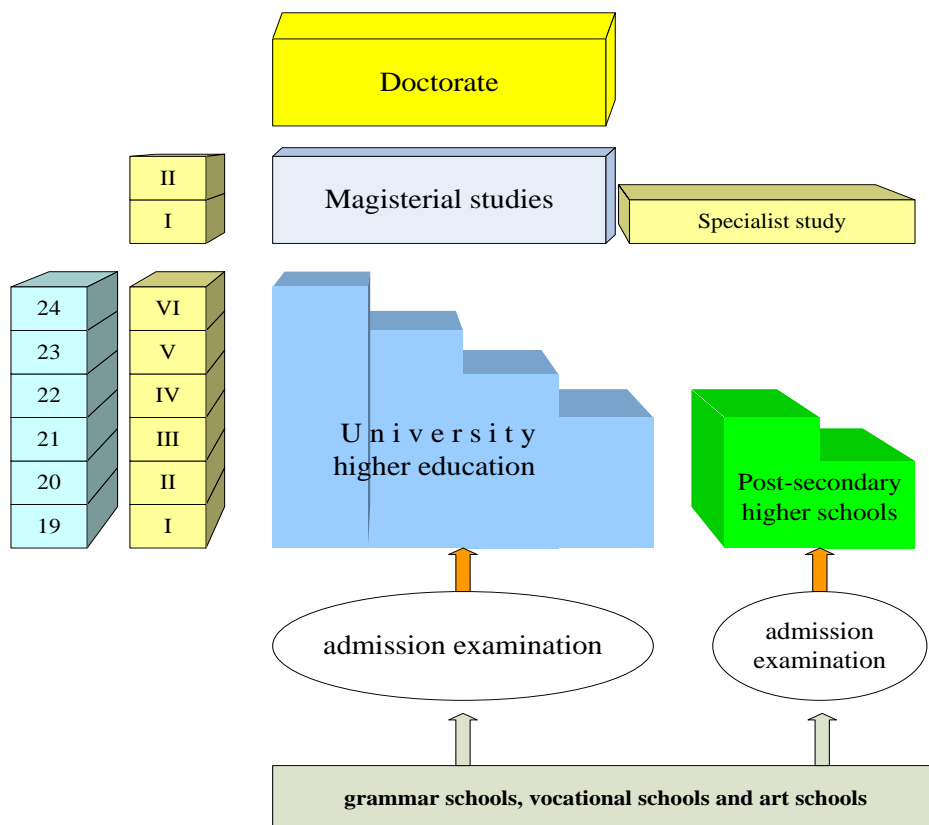 Doctorate
II
Magisterial studies
I
Specialist study
24
VI
23
V
22
IV
21
III
U n i v e r s i t y
higher education
20
II
Post-secondary
higher schools
19
I
admission examination
admission
examination
grammar schools, vocational schools and art schools